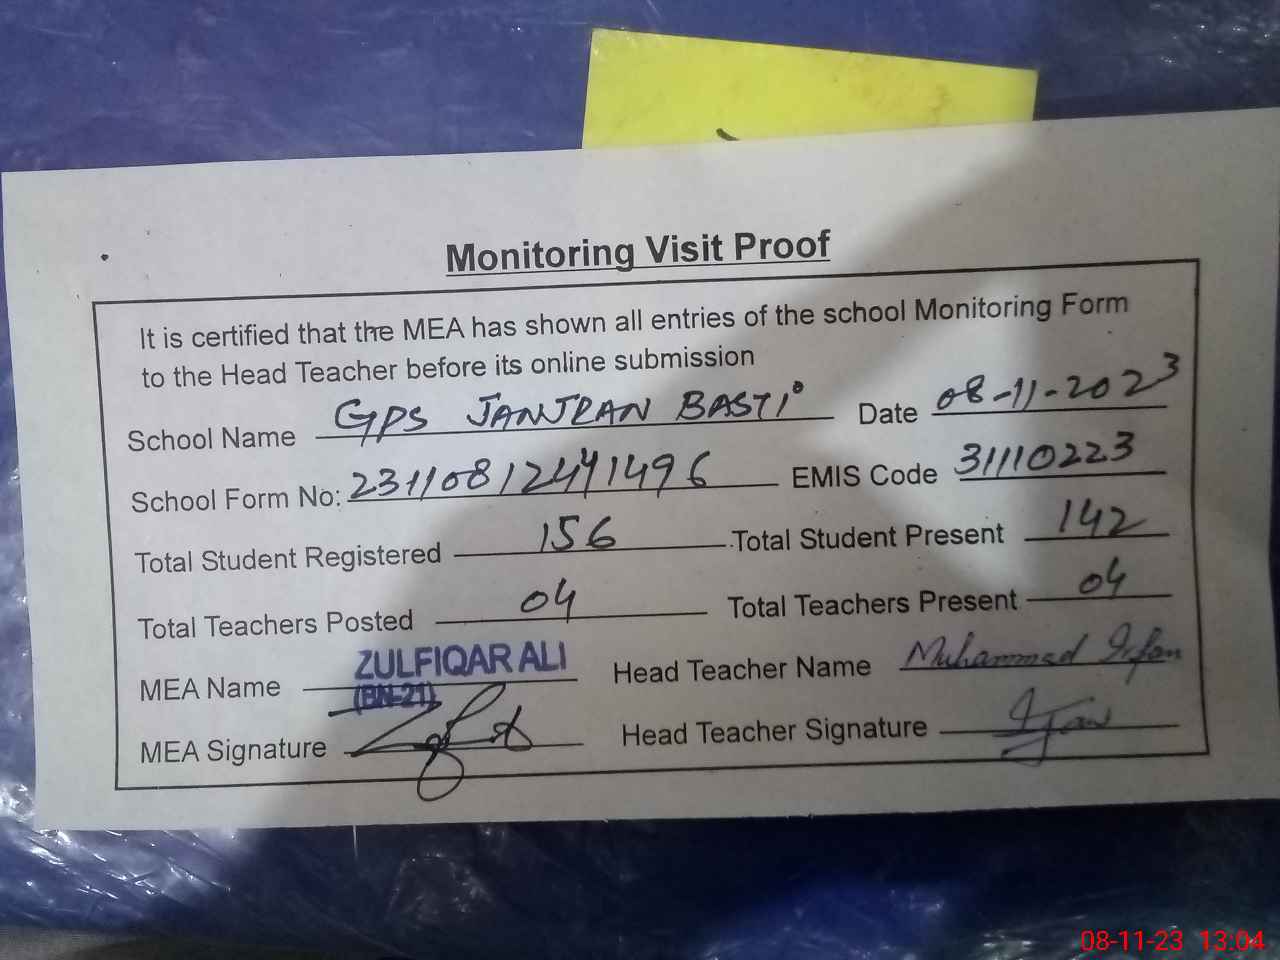 Monitoring Visit Proof
It is certified that the MEA has shown all entries of the school Monitoring Form
to the Head Teacher before its online submission
School Name GPS JANJRAN BASTI Date 08-11-2023
School Form No: 231108122441496 EMIS Code 31110223
Total Student Registered 156 Total Student Present 142
Total Teachers Posted 04 Total Teachers Present 04
MEA Name ZULFIQAR ALI Head Teacher Name Muhammad Irfan
(BN-21)
MEA Signature Head Teacher Signature Irfan
08-11-23 13:04